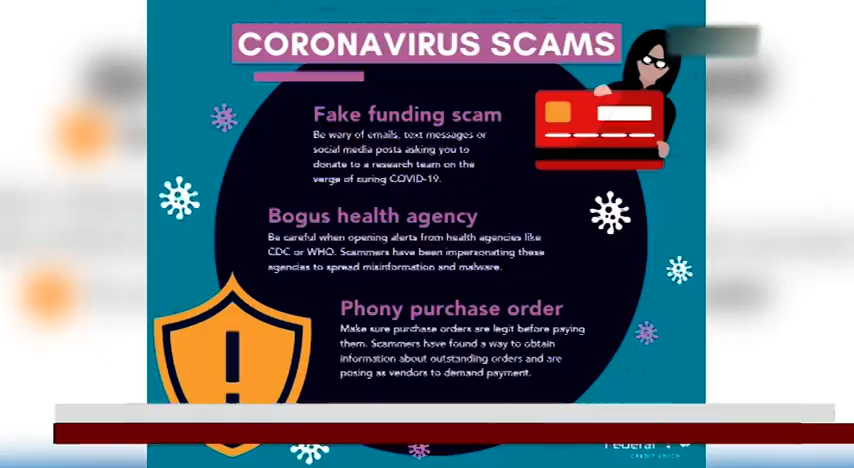 CORONAVIRUS SCAMS
Fake funding scam
Be wary of emails, text messages or
social media posts asking you to
donate to a research team on the
verge of curing COVID-19.
Bogus health agency
Be careful when opening alerts from health agencies like
CDC or WHO. Scammers have been impersonating these
agencies to spread misinformation and malware.
Phony purchase order
Make sure purchase orders are legit before paying
them. Scammers have found a way to obtain
information about outstanding orders and are
posing as vendors to demand payment.
Federal
CREDIT UNION